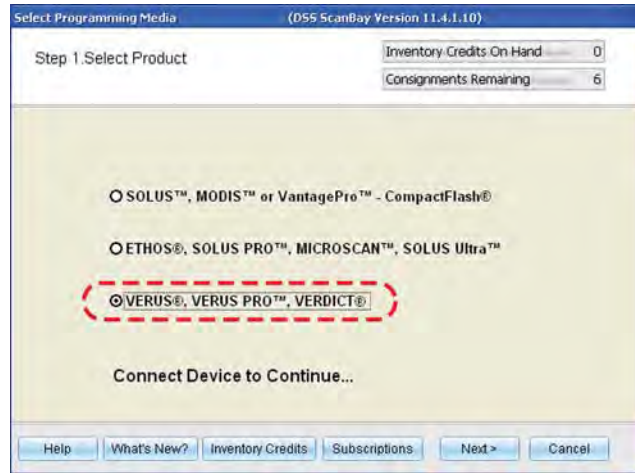 Select Programming Media (DSS ScanBay Version 11.4.1.10)
Step 1.Select Product
Inventory Credits On Hand 0
Consignments Remaining 6
SOLUS™, MODIS™ or VantagePro™ - CompactFlash®
ETHOS®, SOLUS PRO™, MICROSCAN™, SOLUS Ultra™
VERUS®, VERUS PRO™, VERDICT®
Connect Device to Continue...
Help What's New? Inventory Credits Subscriptions Next > Cancel